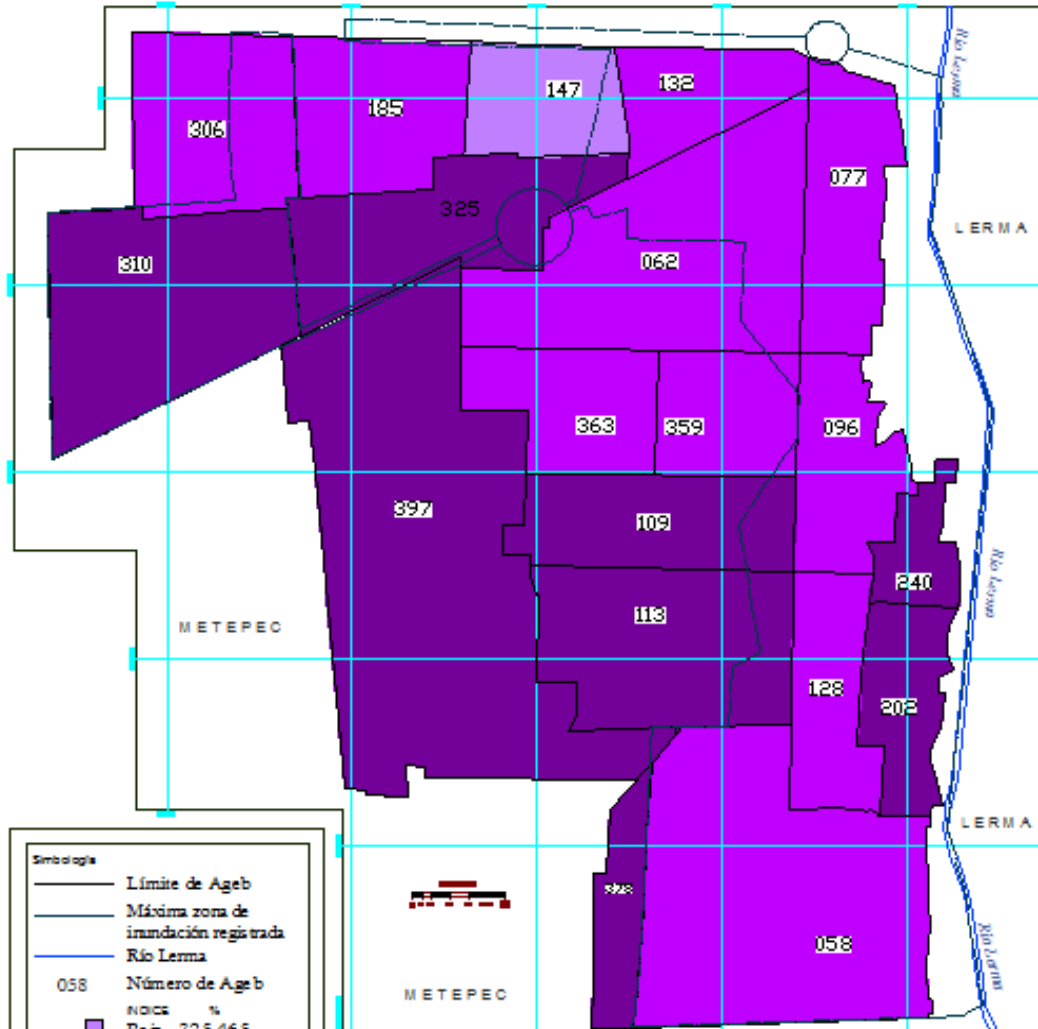 306
185
147
132
077
Río Lerma
LERMA
325
310
062
363
359
096
397
109
Río Lerma
240
113
METEPEC
128
202
LERMA
Simbología
Límite de Ageb
Máxima zona de
inundación registrada
Río Lerma
058 Número de Ageb
INDICE %
058
Río Lerma
METEPEC